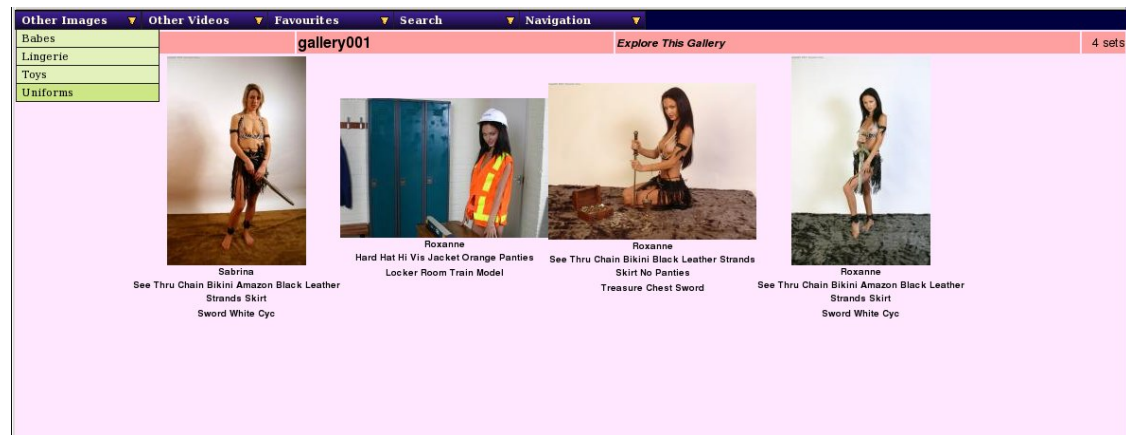 Other Images ▼ Other Videos ▼ Favourites ▼ Search ▼ Navigation ▼
Babes
Lingerie
Toys
Uniforms
gallery001
Explore This Gallery
4 sets
Sabrina
See Thru Chain Bikini Amazon Black Leather
Strands Skirt
Sword White Cyc
Roxanne
Hard Hat Hi Vis Jacket Orange Panties
Locker Room Train Model
Roxanne
See Thru Chain Bikini Black Leather Strands
Skirt No Panties
Treasure Chest Sword
Roxanne
See Thru Chain Bikini Amazon Black Leather
Strands Skirt
Sword White Cyc